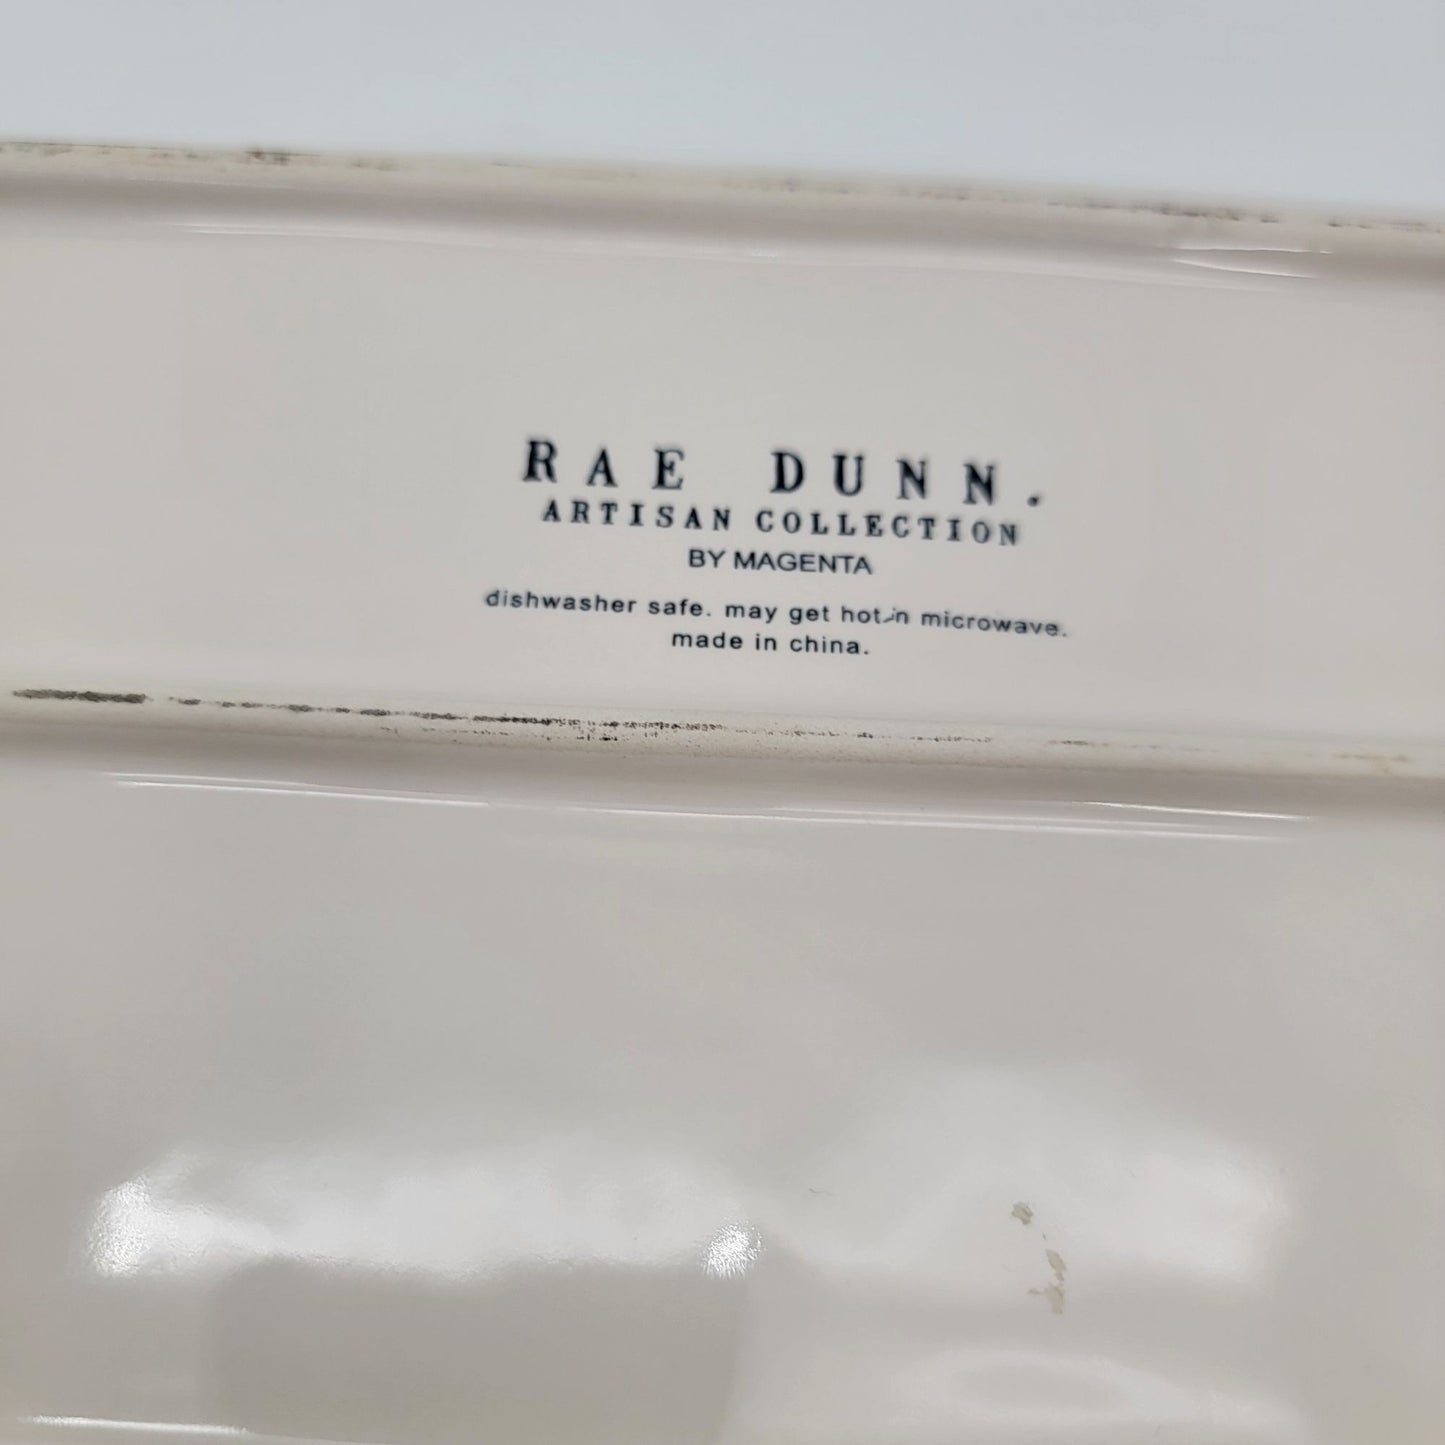 RAE DUNN.
ARTISAN COLLECTION
BY MAGENTA
dishwasher safe. may get hot in microwave.
made in china.